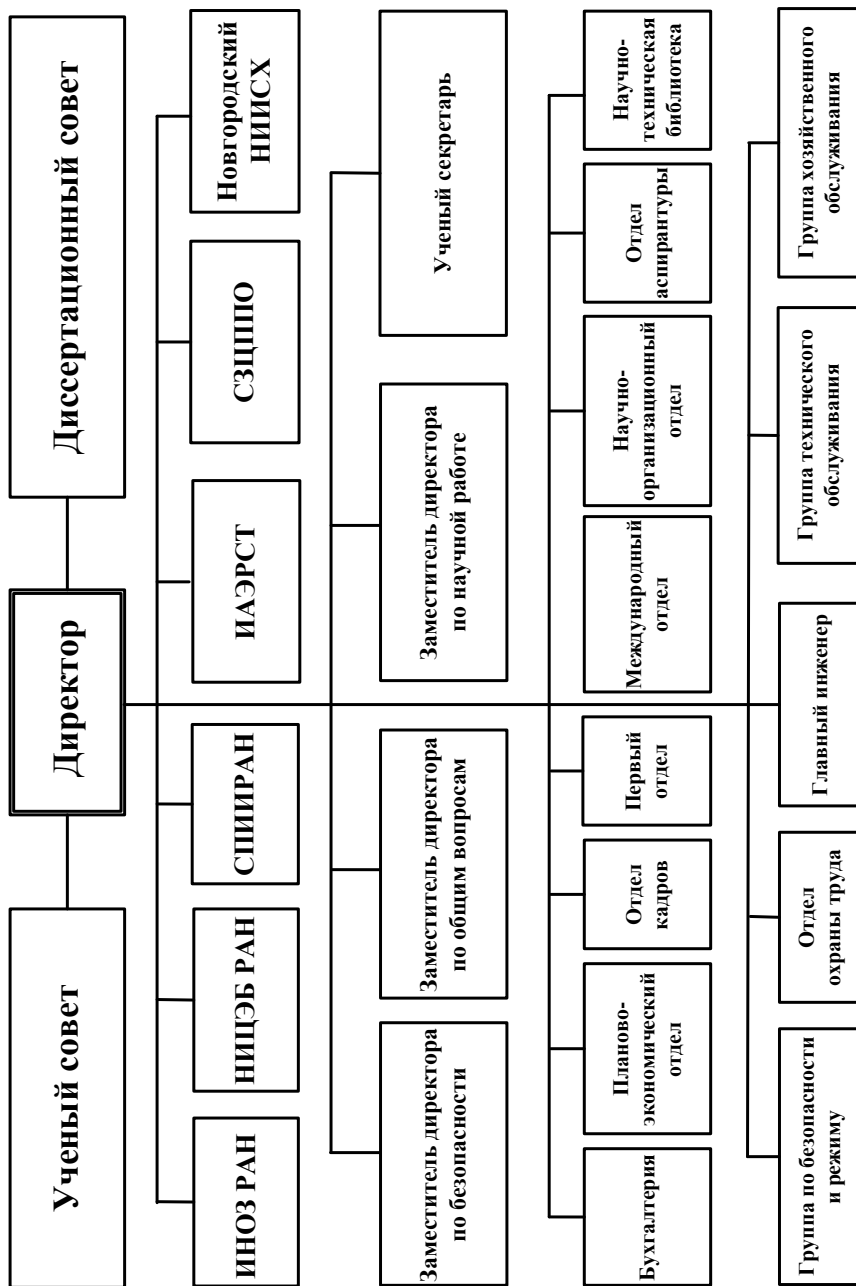 Ученый совет
Директор
Диссертационный совет
ИНОЗ РАН
НИЦЭБ РАН
СПИИРАН
ИАЭРСТ
СЗЦППО
Новгородский
НИИСХ
Заместитель директора
по безопасности
Заместитель директора
по общим вопросам
Заместитель директора
по научной работе
Ученый секретарь
Бухгалтерия
Планово-
экономический
отдел
Отдел
кадров
Первый
отдел
Международный
отдел
Научно-
организационный
отдел
Отдел
аспирантуры
Научно-
техническая
библиотека
Группа по безопасности
и режиму
Отдел
охраны труда
Главный инженер
Группа технического
обслуживания
Группа хозяйственного
обслуживания